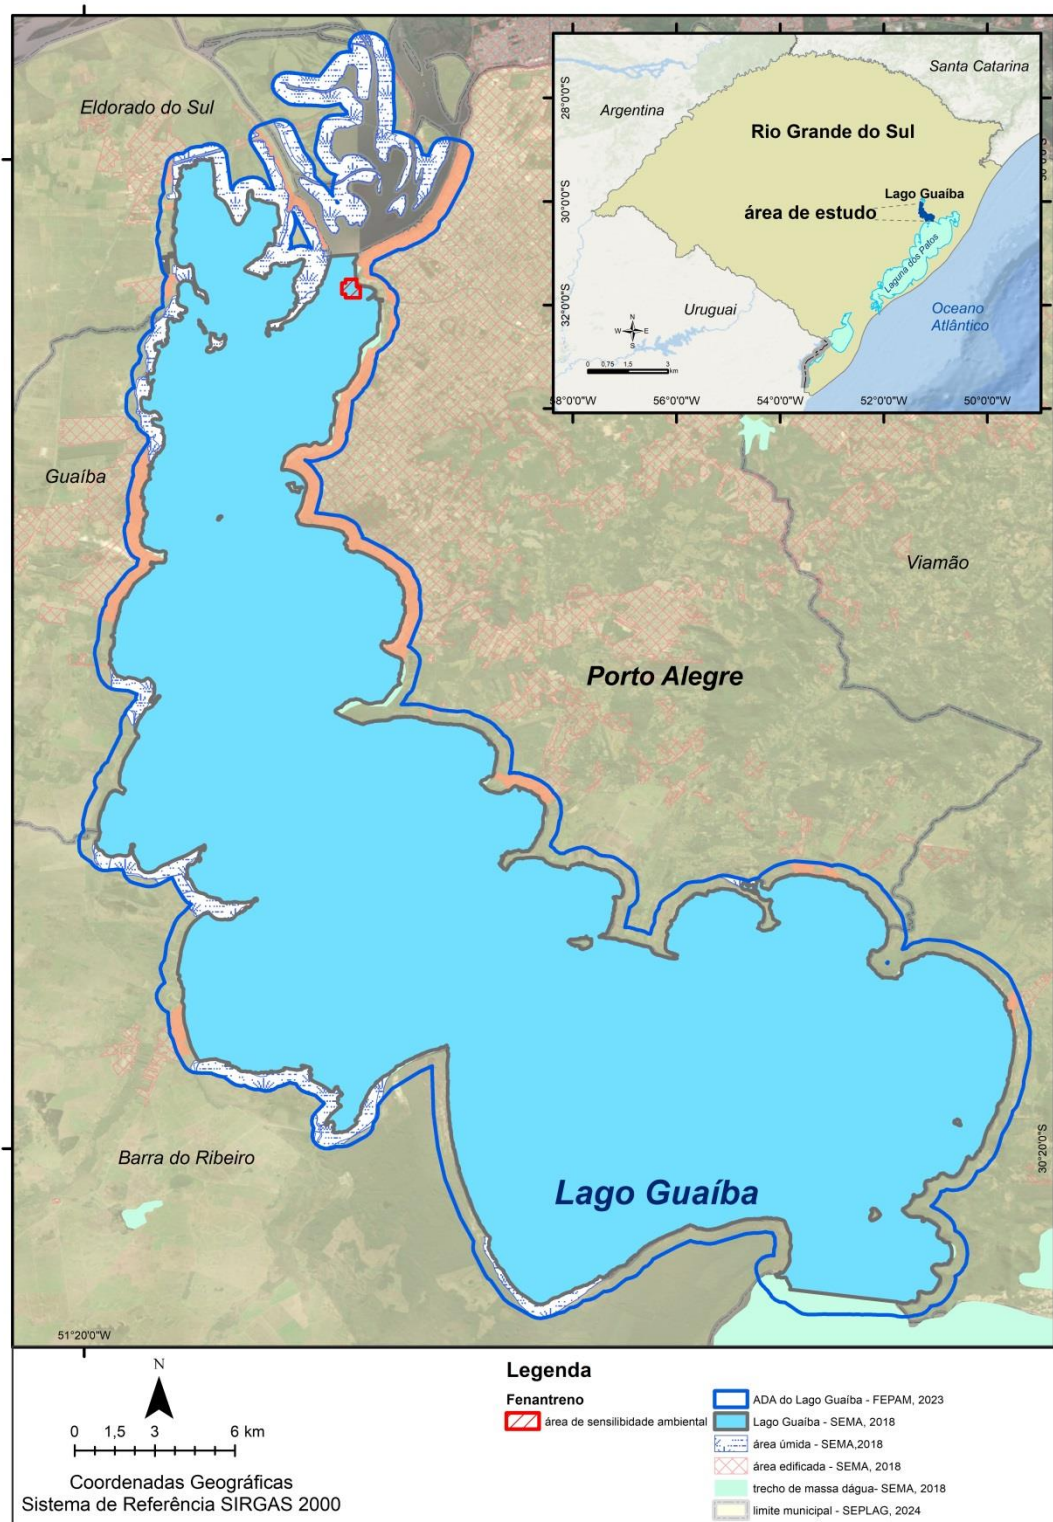 Eldorado do Sul
Argentina
Santa Catarina
Rio Grande do Sul
Lago Guaíba
área de estudo
Laguna dos Patos
Uruguai
Oceano
Atlântico
N
W E
S
0 0,75 1,5 3
km
28°0'0"S
30°0'0"S
32°0'0"S
58°0'0"W
56°0'0"W
54°0'0"W
52°0'0"W
50°0'0"W
Guaíba
Viamão
Porto Alegre
Barra do Ribeiro
Lago Guaíba
30°20'0"S
51°20'0"W
N
0 1,5 3 6 km
Coordenadas Geográficas
Sistema de Referência SIRGAS 2000
Legenda
Fenantreno
área de sensilibidade ambiental
ADA do Lago Guaíba - FEPAM, 2023
Lago Guaíba - SEMA, 2018
área úmida - SEMA,2018
área edificada - SEMA, 2018
trecho de massa dágua- SEMA, 2018
limite municipal - SEPLAG, 2024